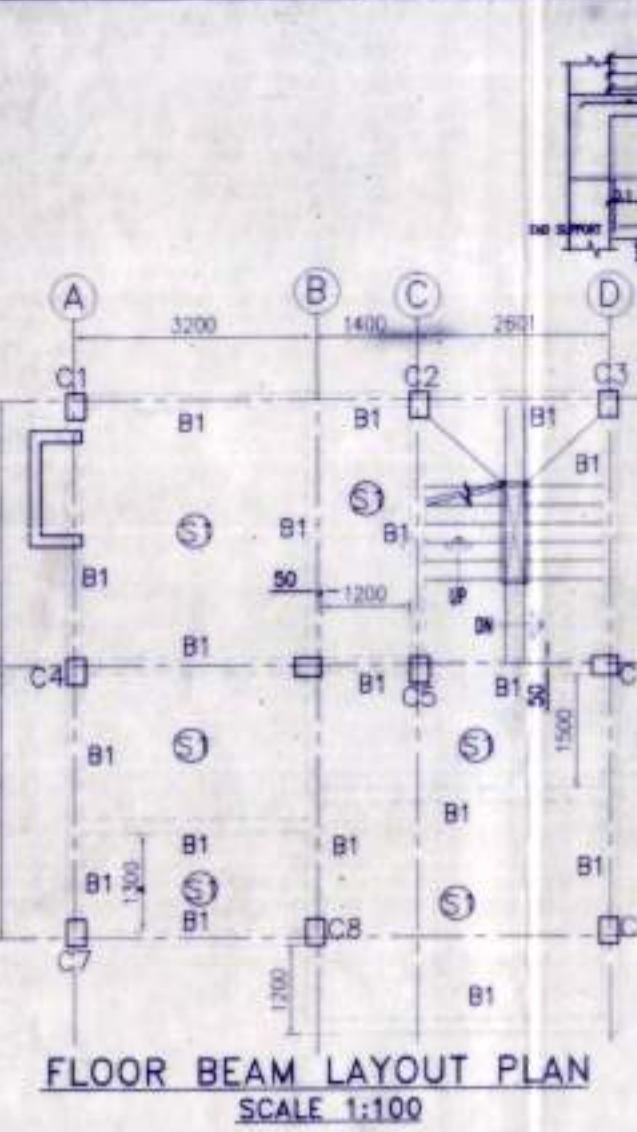 END SUPPORT
A B C D
3200 1400 2601
C1 C2 C3
B1 B1 B1
B1
S1
S1 B1 B1
B1 50 1200 UP
DN
B1
C4 B1 C5 B1 50
S1 S1 1500
B1
B1
B1 B1 B1
B1 1300 S1 S1
B1
C7 C8
1200 B1
FLOOR BEAM LAYOUT PLAN
SCALE 1:100